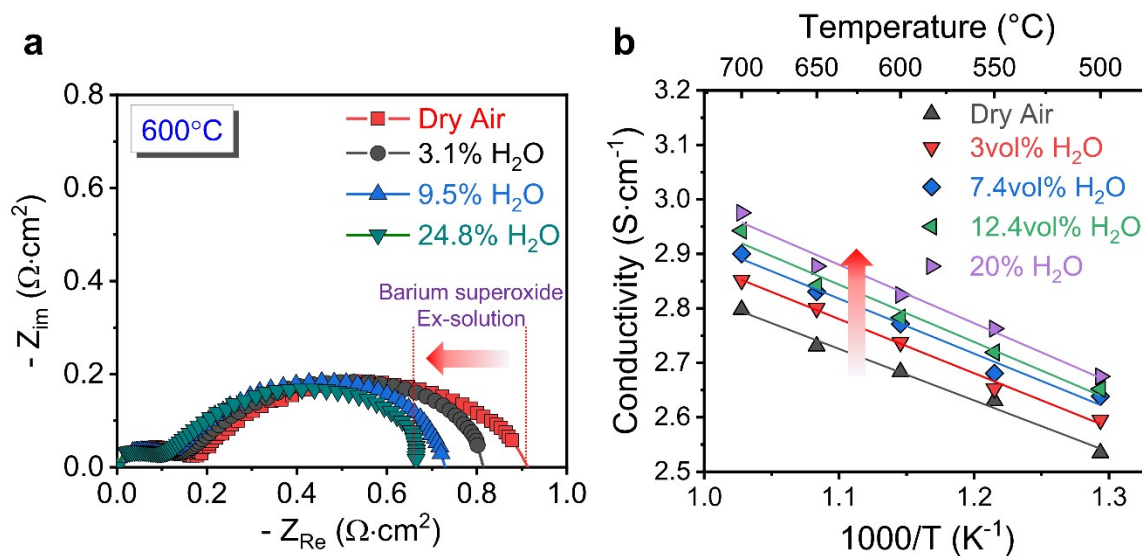 a
600°C
Dry Air
3.1% H₂O
9.5% H₂O
24.8% H₂O
Barium superoxide
Ex-solution
- Z_im (Ω·cm²)
0.8
0.6
0.4
0.2
0.0
0.0 0.2 0.4 0.6 0.8 1.0
- Z_Re (Ω·cm²)
b
Temperature (°C)
700 650 600 550 500
Dry Air
3vol% H₂O
7.4vol% H₂O
12.4vol% H₂O
20% H₂O
Conductivity (S·cm⁻¹)
3.2
3.1
3.0
2.9
2.8
2.7
2.6
2.5
1.0 1.1 1.2 1.3
1000/T (K⁻¹)